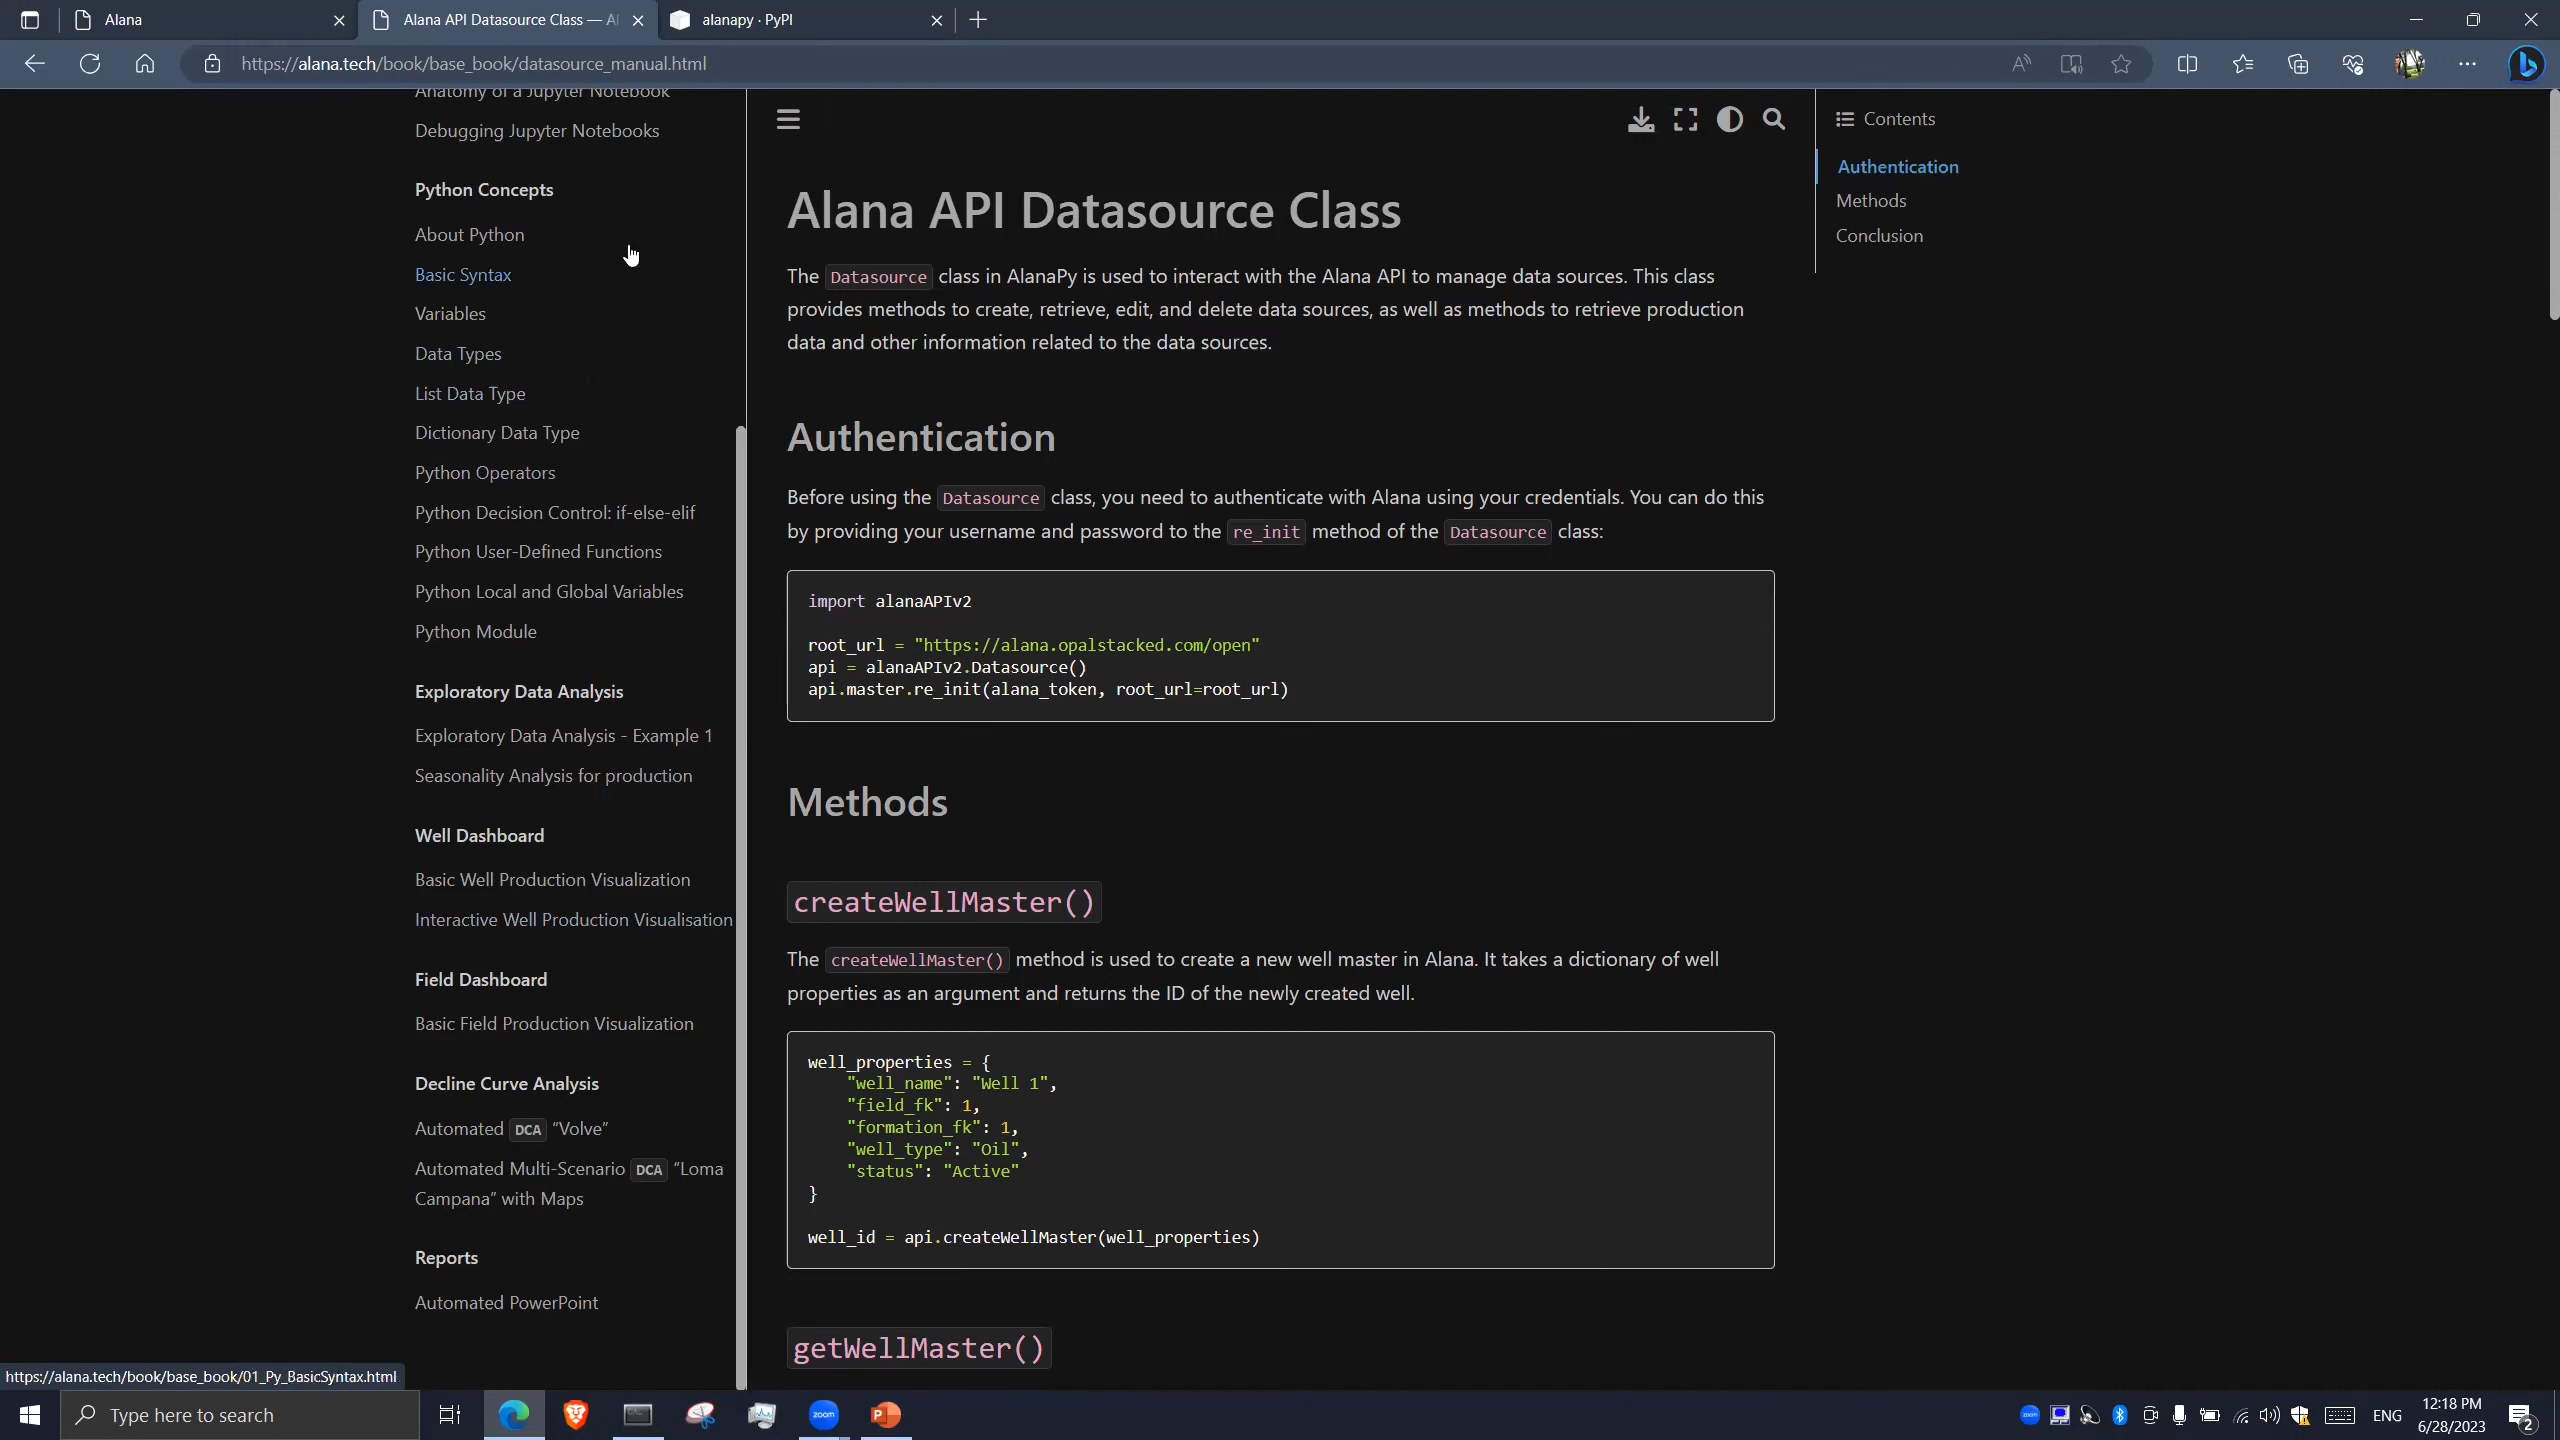 Alana
Alana API Datasource Class — Al
alanapy · PyPI
https://alana.tech/book/base_book/datasource_manual.html
Anatomy of a Jupyter Notebook
Debugging Jupyter Notebooks
Python Concepts
About Python
Basic Syntax
Variables
Data Types
List Data Type
Dictionary Data Type
Python Operators
Python Decision Control: if-else-elif
Python User-Defined Functions
Python Local and Global Variables
Python Module
Exploratory Data Analysis
Exploratory Data Analysis - Example 1
Seasonality Analysis for production
Well Dashboard
Basic Well Production Visualization
Interactive Well Production Visualisation
Field Dashboard
Basic Field Production Visualization
Decline Curve Analysis
Automated DCA “Volve”
Automated Multi-Scenario DCA “Loma
Campana” with Maps
Reports
Automated PowerPoint
Alana API Datasource Class
The Datasource class in AlanaPy is used to interact with the Alana API to manage data sources. This class
provides methods to create, retrieve, edit, and delete data sources, as well as methods to retrieve production
data and other information related to the data sources.
Authentication
Before using the Datasource class, you need to authenticate with Alana using your credentials. You can do this
by providing your username and password to the re_init method of the Datasource class:
import alanaAPIv2
root_url = "https://alana.opalstacked.com/open"
api = alanaAPIv2.Datasource()
api.master.re_init(alana_token, root_url=root_url)
Methods
createWellMaster()
The createWellMaster() method is used to create a new well master in Alana. It takes a dictionary of well
properties as an argument and returns the ID of the newly created well.
well_properties = {
"well_name": "Well 1",
"field_fk": 1,
"formation_fk": 1,
"well_type": "Oil",
"status": "Active"
}
well_id = api.createWellMaster(well_properties)
getWellMaster()
Contents
Authentication
Methods
Conclusion
https://alana.tech/book/base_book/01_Py_BasicSyntax.html
Type here to search
zoom
ENG
12:18 PM
6/28/2023
2